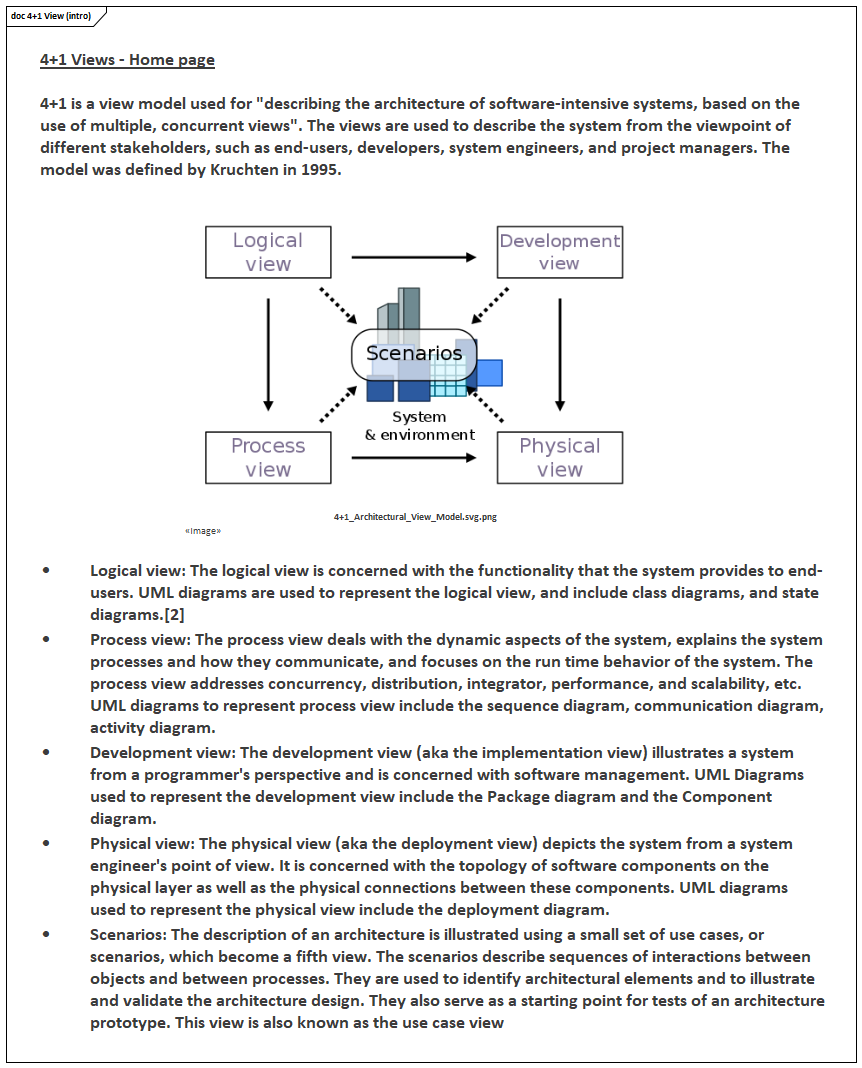 doc 4+1 View (intro)
4+1 Views - Home page
4+1 is a view model used for "describing the architecture of software-intensive systems, based on the
use of multiple, concurrent views". The views are used to describe the system from the viewpoint of
different stakeholders, such as end-users, developers, system engineers, and project managers. The
model was defined by Kruchten in 1995.
Logical
view
Development
view
Scenarios
System
& environment
Process
view
Physical
view
4+1_Architectural_View_Model.svg.png
«image»
• Logical view: The logical view is concerned with the functionality that the system provides to end-
users. UML diagrams are used to represent the logical view, and include class diagrams, and state
diagrams.[2]
• Process view: The process view deals with the dynamic aspects of the system, explains the system
processes and how they communicate, and focuses on the run time behavior of the system. The
process view addresses concurrency, distribution, integrator, performance, and scalability, etc.
UML diagrams to represent process view include the sequence diagram, communication diagram,
activity diagram.
• Development view: The development view (aka the implementation view) illustrates a system
from a programmer's perspective and is concerned with software management. UML Diagrams
used to represent the development view include the Package diagram and the Component
diagram.
• Physical view: The physical view (aka the deployment view) depicts the system from a system
engineer's point of view. It is concerned with the topology of software components on the
physical layer as well as the physical connections between these components. UML diagrams
used to represent the physical view include the deployment diagram.
• Scenarios: The description of an architecture is illustrated using a small set of use cases, or
scenarios, which become a fifth view. The scenarios describe sequences of interactions between
objects and between processes. They are used to identify architectural elements and to illustrate
and validate the architecture design. They also serve as a starting point for tests of an architecture
prototype. This view is also known as the use case view